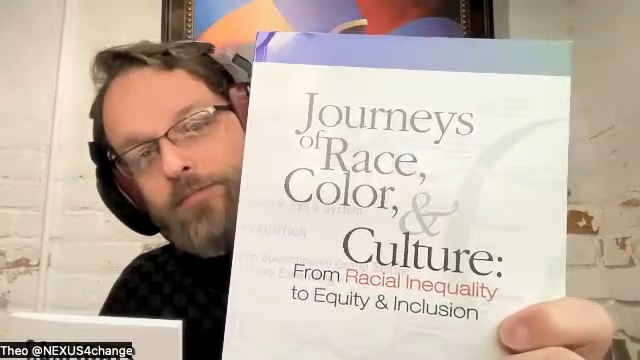 Journeys
of Race,
Color, &
Culture:
From Racial Inequality
to Equity & Inclusion
Theo @NEXUS4change